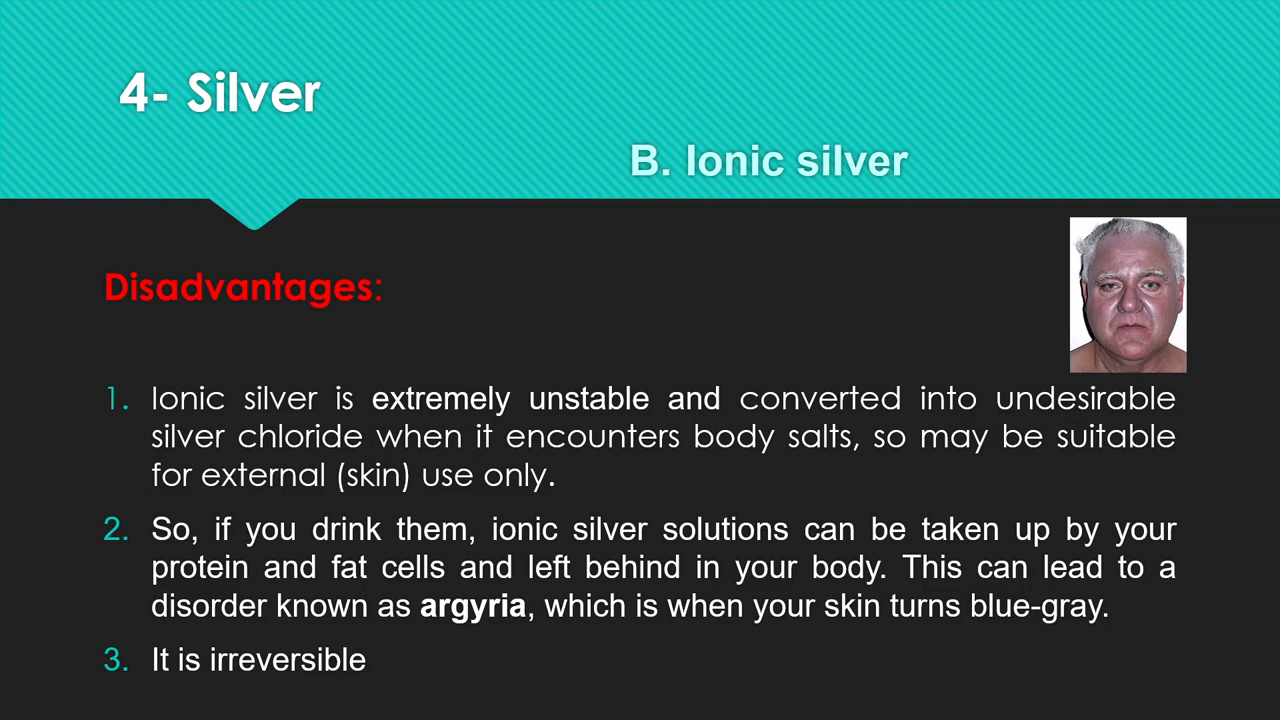 4- Silver
B. Ionic silver
Disadvantages:
1. Ionic silver is extremely unstable and converted into undesirable
silver chloride when it encounters body salts, so may be suitable
for external (skin) use only.
2. So, if you drink them, ionic silver solutions can be taken up by your
protein and fat cells and left behind in your body. This can lead to a
disorder known as argyria, which is when your skin turns blue-gray.
3. It is irreversible